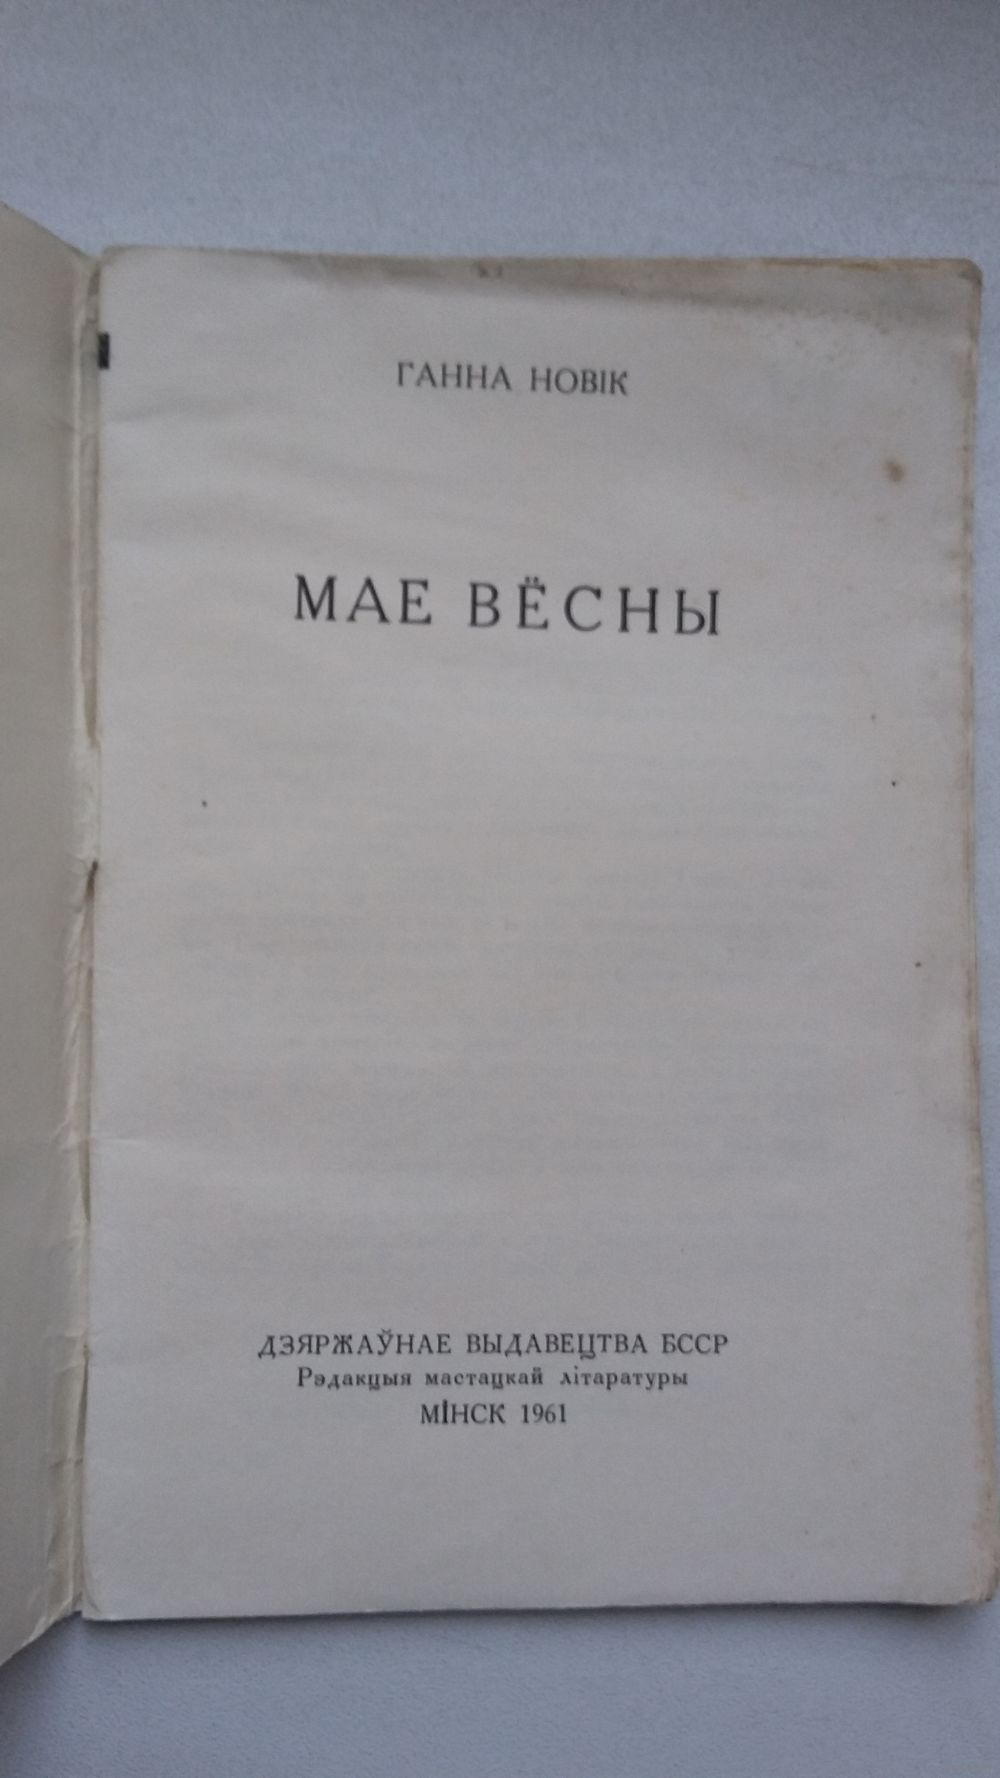 ГАННА НОВІК
МАЕ ВЁСНЫ
ДЗЯРЖАЎНАЕ ВЫДАВЕЦТВА БССР
Рэдакцыя мастацкай літаратуры
МІНСК 1961